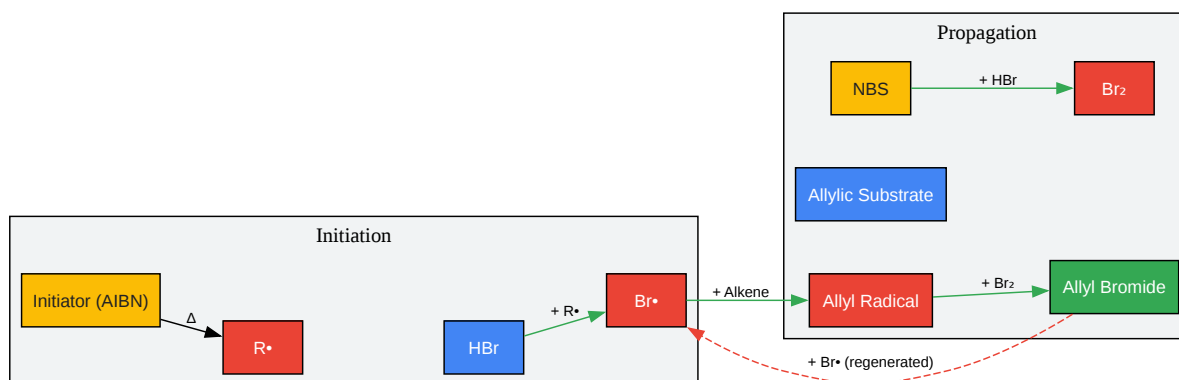 Propagation
NBS
+ HBr
Br₂
Allylic Substrate
Initiation
Initiator (AIBN)
Δ
R•
HBr
+ R•
Br•
+ Alkene
Allyl Radical
+ Br₂
Allyl Bromide
+ Br• (regenerated)